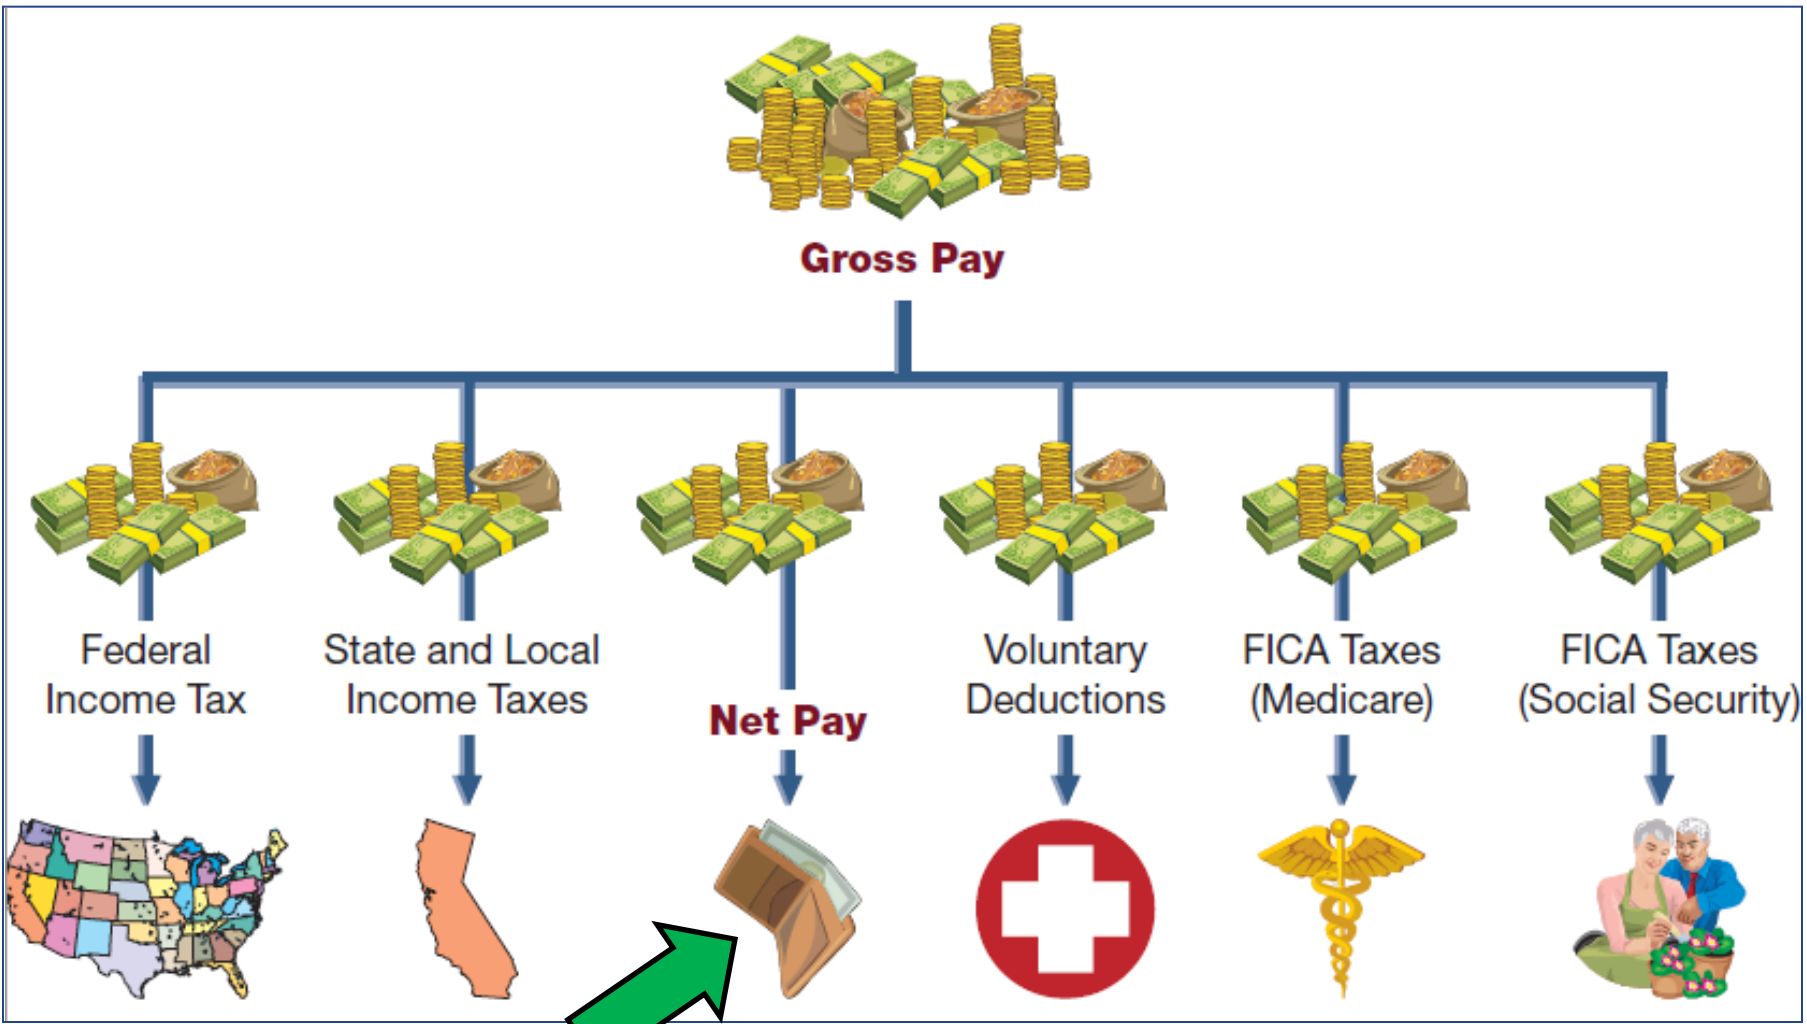 Gross Pay
Federal
Income Tax
State and Local
Income Taxes
Net Pay
Voluntary
Deductions
FICA Taxes
(Medicare)
FICA Taxes
(Social Security)